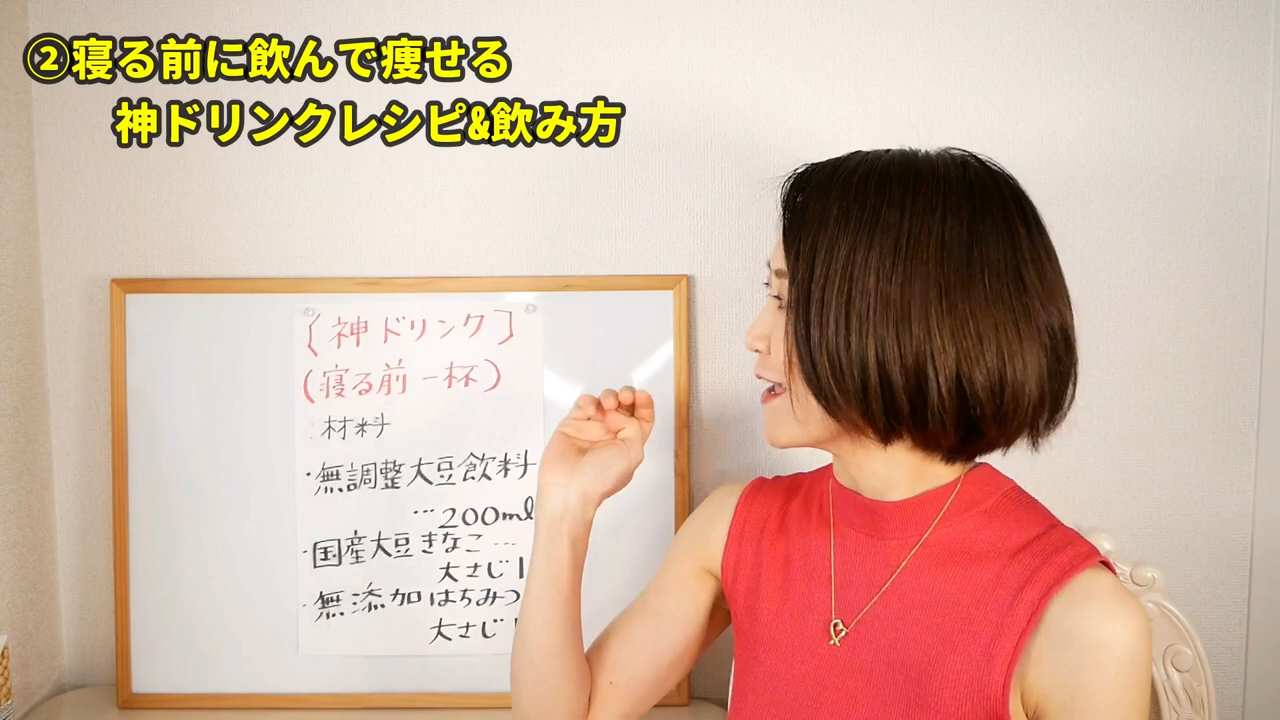 ②寝る前に飲んで痩せる
神ドリンクレシピ&飲み方
〔神ドリンク〕
(寝る前一杯)
材料
・無調整大豆飲料
…200ml
・国産大豆きなこ…
大さじ1
・無添加はちみつ
大さじ1